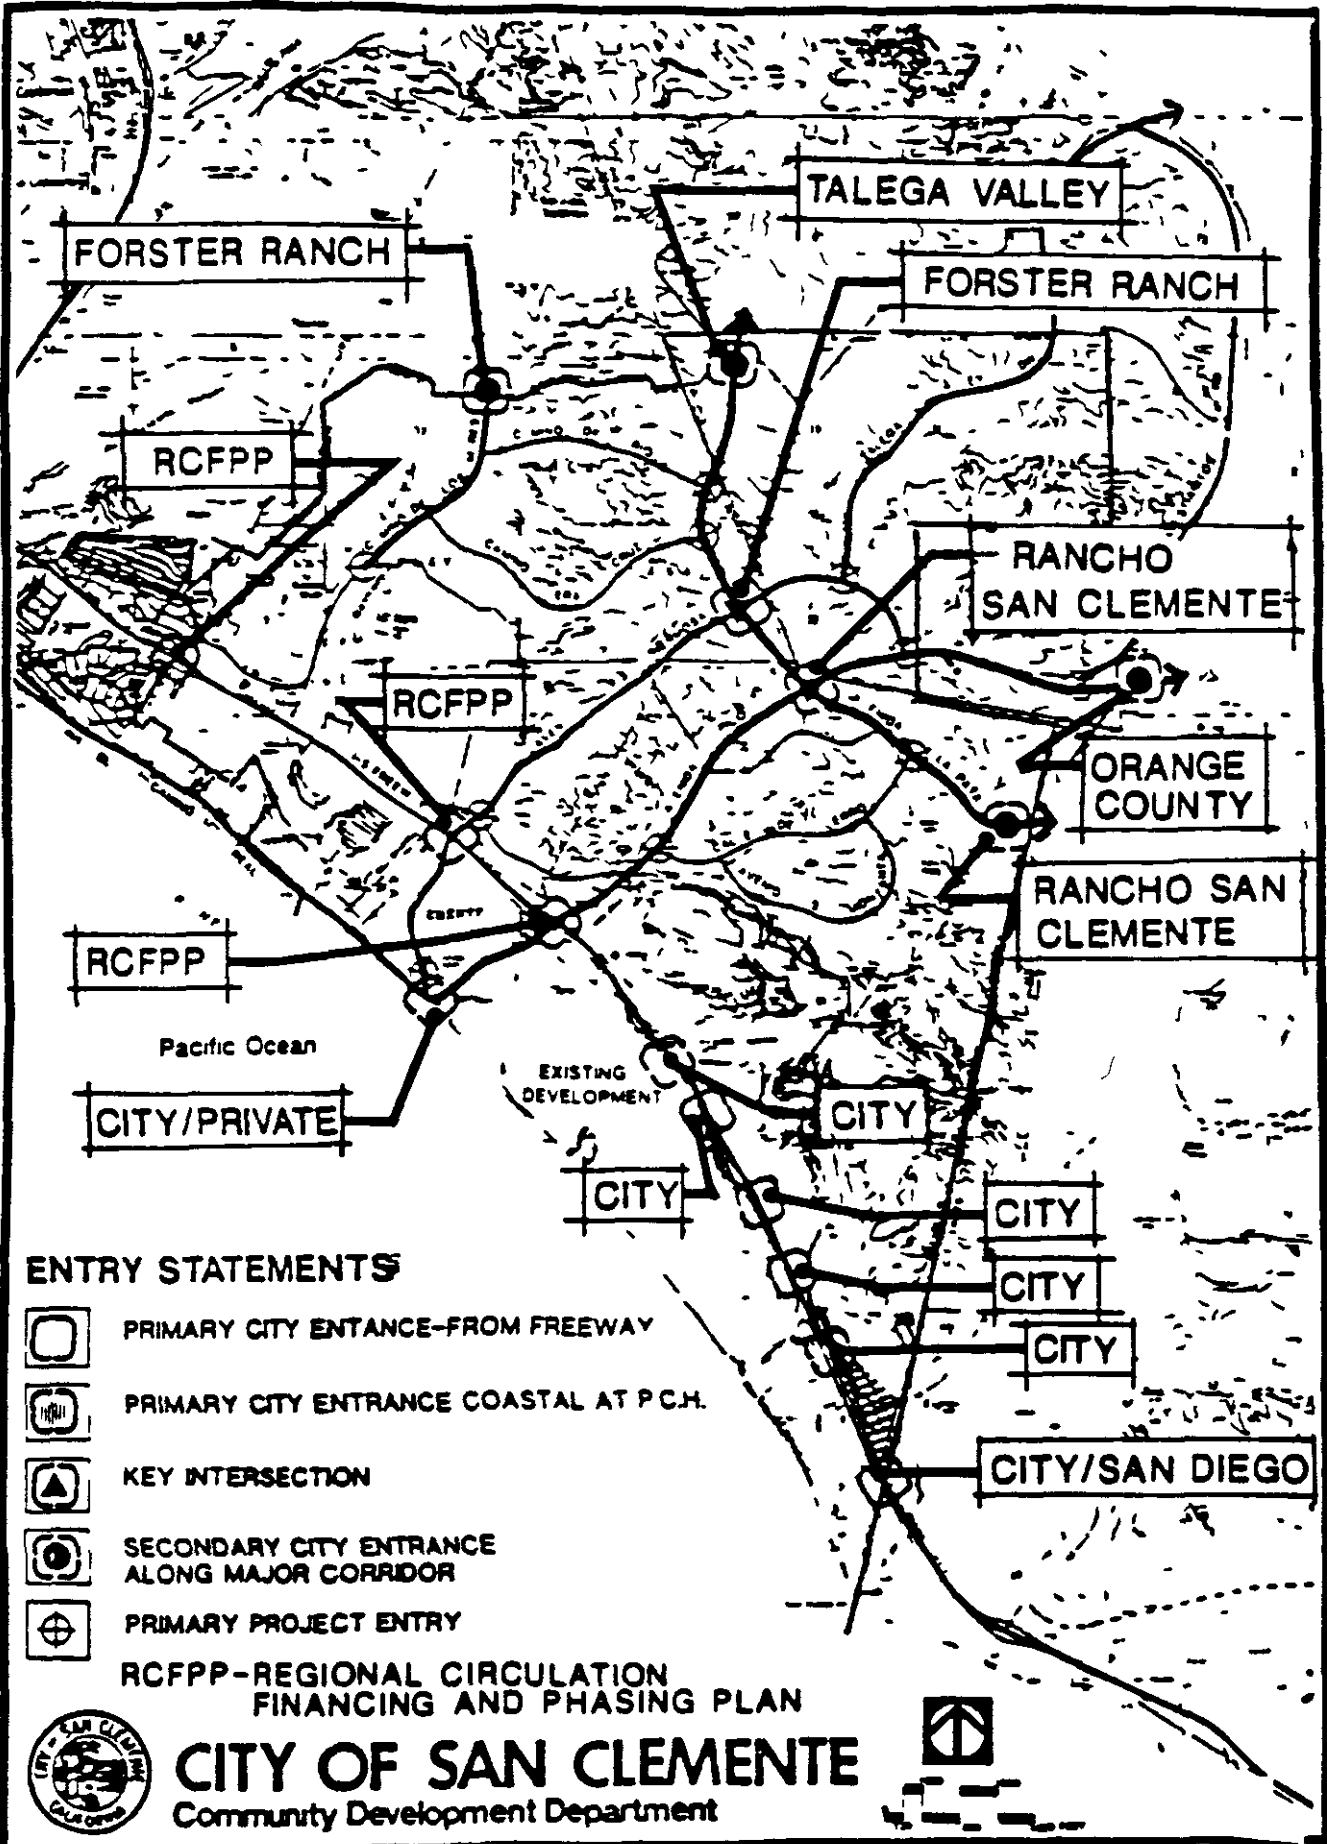 TALEGA VALLEY
FORSTER RANCH
FORSTER RANCH
RCFPP
RANCHO
SAN CLEMENTE
RCFPP
ORANGE
COUNTY
RANCHO SAN
CLEMENTE
RCFPP
Pacific Ocean
EXISTING
DEVELOPMENT
CITY/PRIVATE
CITY
CITY
CITY
CITY
CITY
CITY/SAN DIEGO
ENTRY STATEMENTS
PRIMARY CITY ENTANCE-FROM FREEWAY
PRIMARY CITY ENTRANCE COASTAL AT P.C.H.
KEY INTERSECTION
SECONDARY CITY ENTRANCE
ALONG MAJOR CORRIDOR
PRIMARY PROJECT ENTRY
RCFPP-REGIONAL CIRCULATION
FINANCING AND PHASING PLAN
CITY OF SAN CLEMENTE
Community Development Department